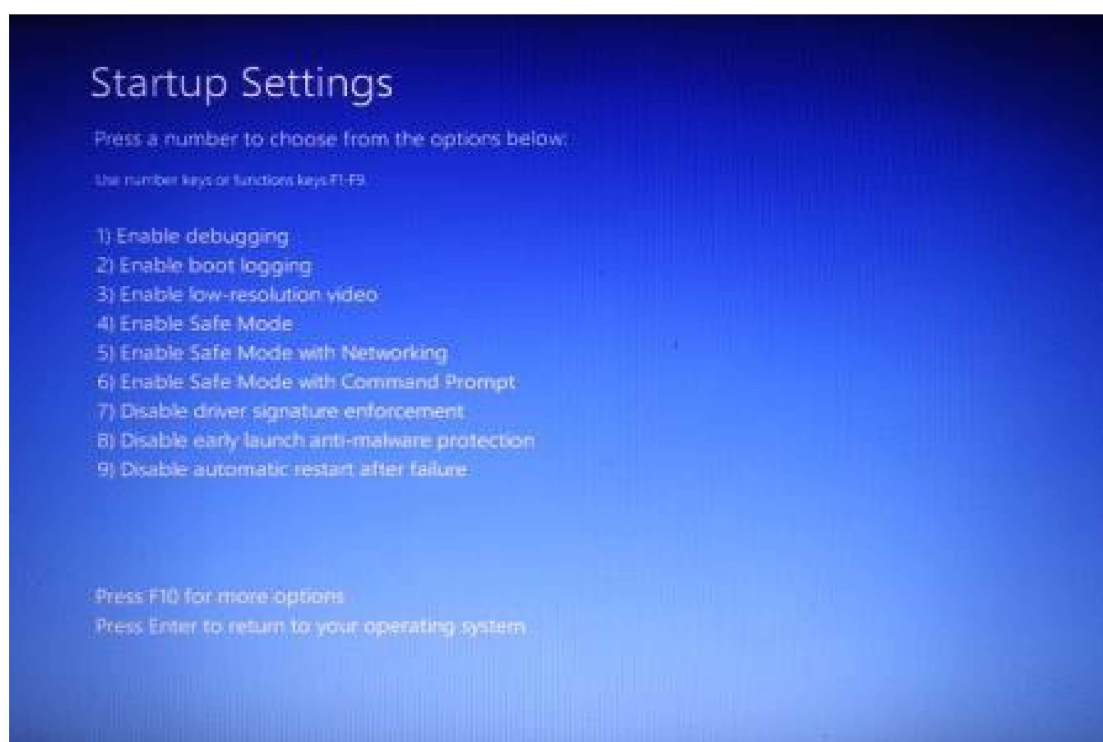 Startup Settings
Press a number to choose from the options below:
Use number keys or functions keys F1-F9.
1) Enable debugging
2) Enable boot logging
3) Enable low-resolution video
4) Enable Safe Mode
5) Enable Safe Mode with Networking
6) Enable Safe Mode with Command Prompt
7) Disable driver signature enforcement
8) Disable early launch anti-malware protection
9) Disable automatic restart after failure
Press F10 for more options
Press Enter to return to your operating system